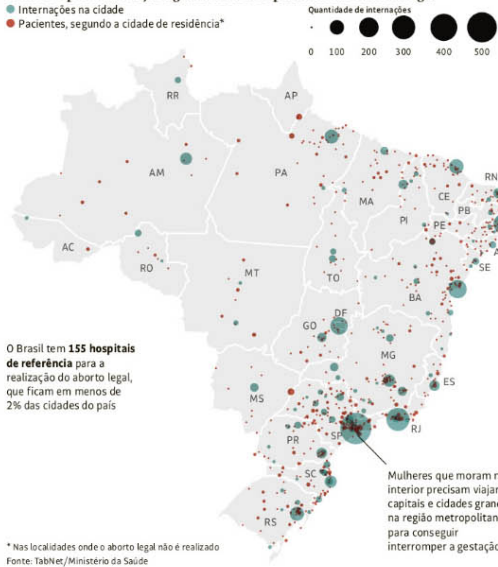 Internações na cidade
Pacientes, segundo a cidade de residência*
Quantidade de internações
0 100 200 300 400 500
RR
AP
AM
PA
MA
CE
RN
PB
PI
PE
AC
RO
TO
SE
MT
BA
DF
GO
MG
ES
MS
SP
RJ
PR
SC
RS
O Brasil tem 155 hospitais
de referência para a
realização do aborto legal,
que ficam em menos de
2% das cidades do país
Mulheres que moram
interior precisam viajar
capitais e cidades
na região
para conseguir
interromper a gestação
* Nas localidades onde o aborto legal não é realizado
Fonte: TabNet/Ministério da Saúde